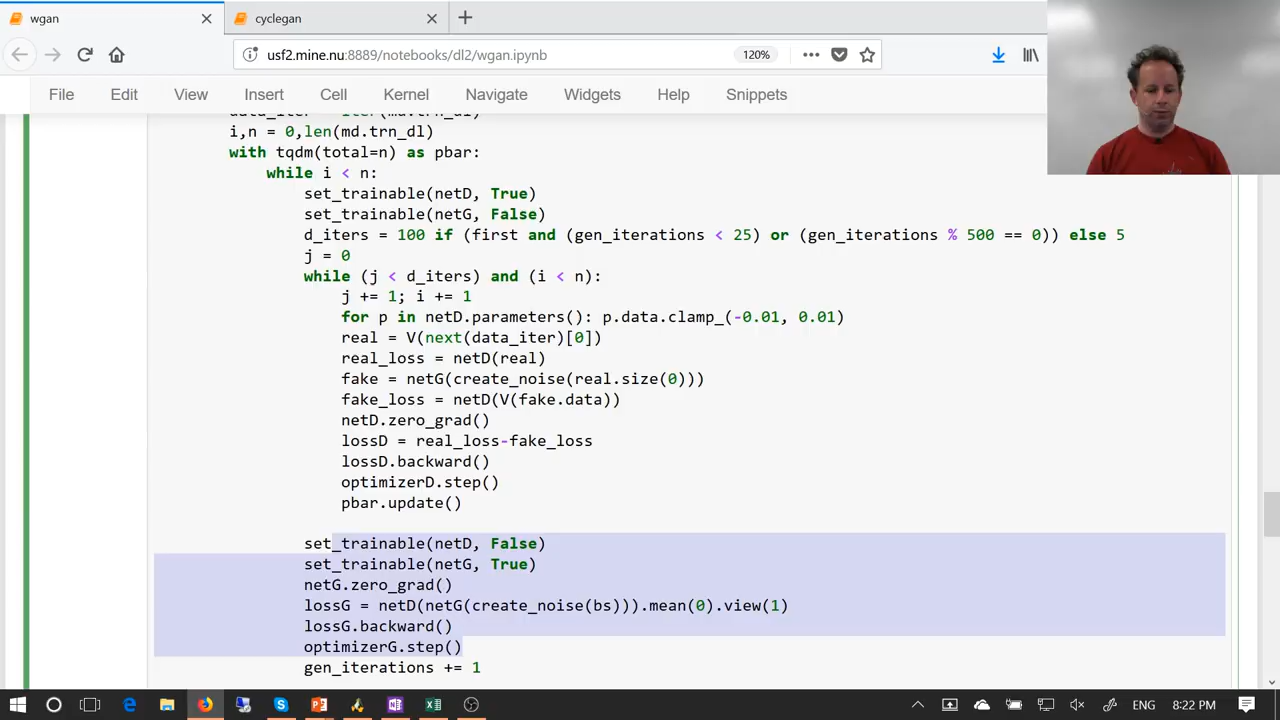 wgan
cyclegan
usf2.mine.nu:8889/notebooks/dl2/wgan.ipynb
120%
File Edit View Insert Cell Kernel Navigate Widgets Help Snippets
data_iter = iter(md.trn_dl)
i,n = 0,len(md.trn_dl)
with tqdm(total=n) as pbar:
while i < n:
set_trainable(netD, True)
set_trainable(netG, False)
d_iters = 100 if (first and (gen_iterations < 25) or (gen_iterations % 500 == 0)) else 5
j = 0
while (j < d_iters) and (i < n):
j += 1; i += 1
for p in netD.parameters(): p.data.clamp_(-0.01, 0.01)
real = V(next(data_iter)[0])
real_loss = netD(real)
fake = netG(create_noise(real.size(0)))
fake_loss = netD(V(fake.data))
netD.zero_grad()
lossD = real_loss-fake_loss
lossD.backward()
optimizerD.step()
pbar.update()
set_trainable(netD, False)
set_trainable(netG, True)
netG.zero_grad()
lossG = netD(netG(create_noise(bs))).mean(0).view(1)
lossG.backward()
optimizerG.step()
gen_iterations += 1
ENG
8:22 PM